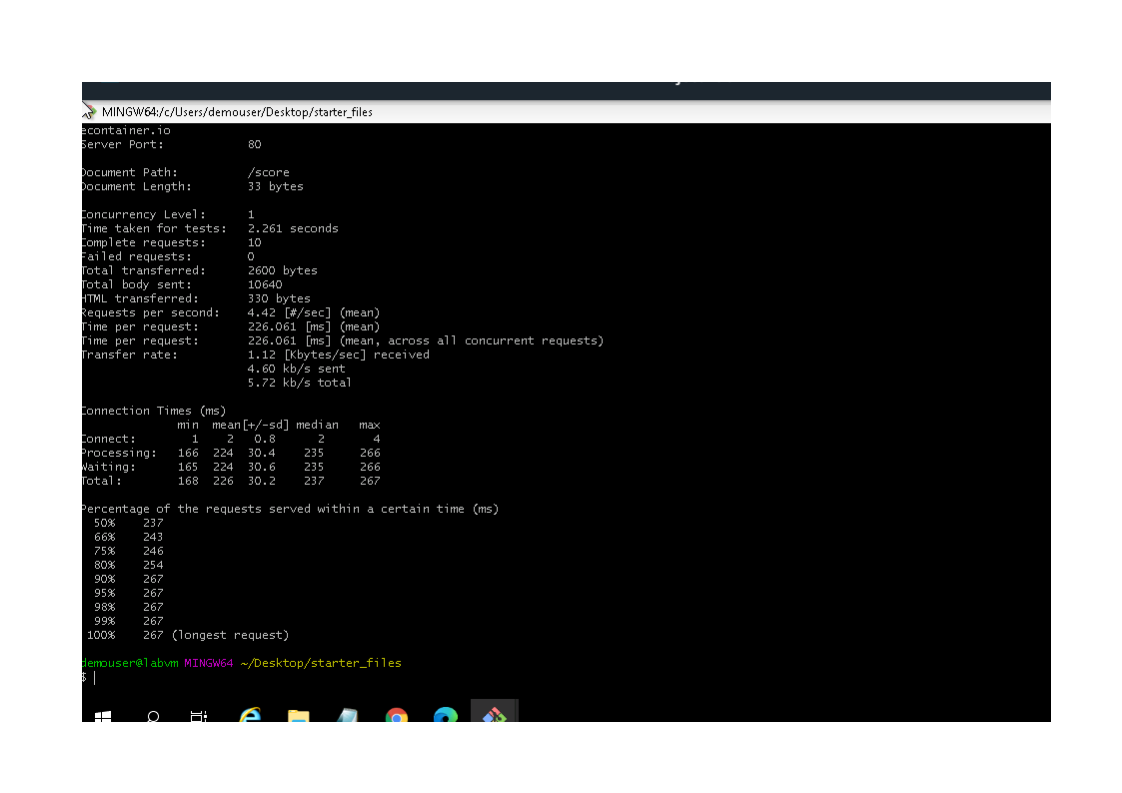 MINGW64:/c/Users/demouser/Desktop/starter_files
econtainer.io
Server Port:            80
Document Path:          /score
Document Length:        33 bytes
Concurrency Level:      1
Time taken for tests:   2.261 seconds
Complete requests:      10
Failed requests:        0
Total transferred:      2600 bytes
Total body sent:        10640
HTML transferred:       330 bytes
Requests per second:    4.42 [#/sec] (mean)
Time per request:       226.061 [ms] (mean)
Time per request:       226.061 [ms] (mean, across all concurrent requests)
Transfer rate:          1.12 [Kbytes/sec] received
                        4.60 kb/s sent
                        5.72 kb/s total
Connection Times (ms)
              min  mean[+/-sd] median   max
Connect:        1    2   0.8      2       4
Processing:   166  224  30.4    235     266
Waiting:      165  224  30.6    235     266
Total:        168  226  30.2    237     267
Percentage of the requests served within a certain time (ms)
  50%    237
  66%    243
  75%    246
  80%    254
  90%    267
  95%    267
  98%    267
  99%    267
 100%    267 (longest request)
demouser@labvm MINGW64 ~/Desktop/starter_files
$